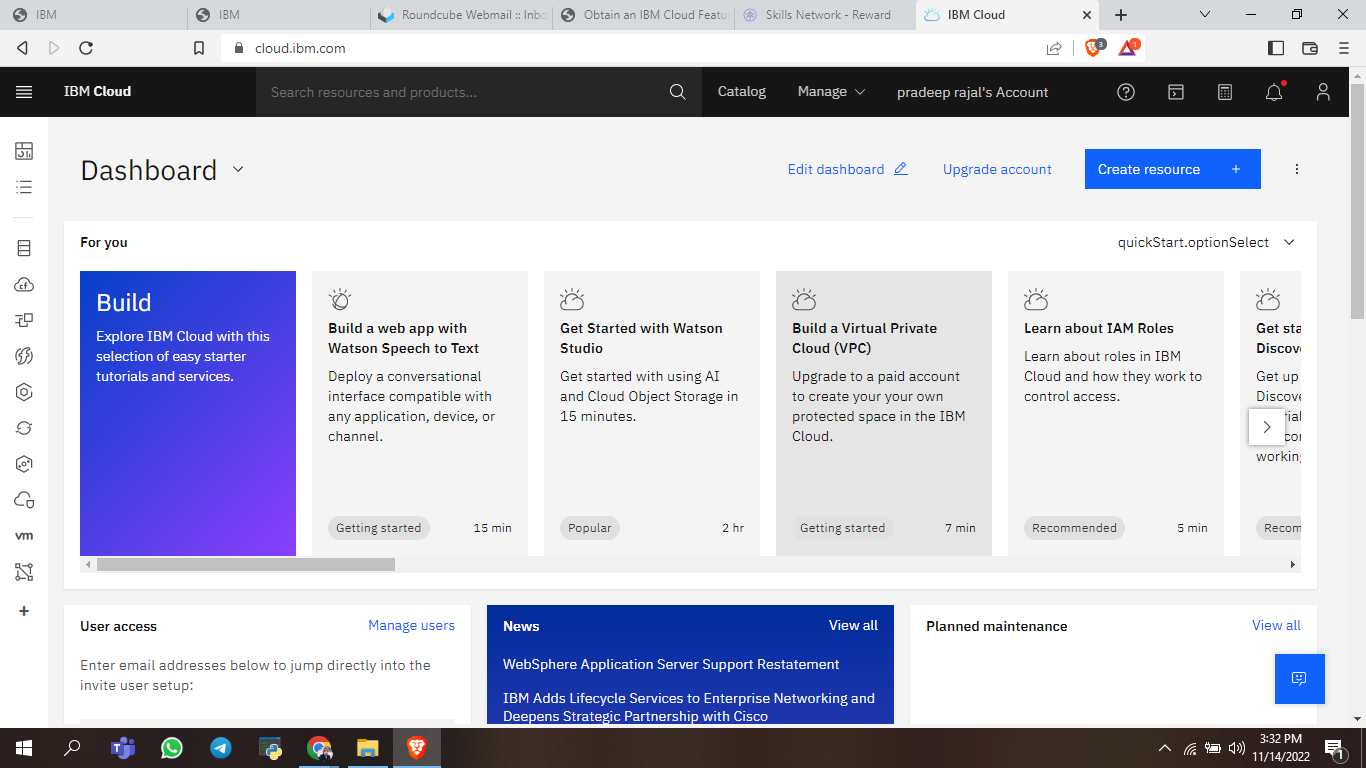 IBM
IBM
Roundcube Webmail :: Inbo
Obtain an IBM Cloud Featu
Skills Network - Reward
IBM Cloud
cloud.ibm.com
3
1
IBM Cloud
Search resources and products...
Catalog
Manage
pradeep rajal's Account
Dashboard
Edit dashboard
Upgrade account
Create resource +
For you
quickStart.optionSelect
Build
Explore IBM Cloud with this
selection of easy starter
tutorials and services.
Build a web app with
Watson Speech to Text
Deploy a conversational
interface compatible with
any application, device, or
channel.
Getting started
15 min
Get Started with Watson
Studio
Get started with using AI
and Cloud Object Storage in
15 minutes.
Popular
2 hr
Build a Virtual Private
Cloud (VPC)
Upgrade to a paid account
to create your your own
protected space in the IBM
Cloud.
Getting started
7 min
Learn about IAM Roles
Learn about roles in IBM
Cloud and how they work to
control access.
Recommended
5 min
Get sta
Discov
Get up
Discove
rial
con
working
Recom
cf
vm
User access
Manage users
Enter email addresses below to jump directly into the
invite user setup:
News
View all
WebSphere Application Server Support Restatement
IBM Adds Lifecycle Services to Enterprise Networking and
Deepens Strategic Partnership with Cisco
Planned maintenance
View all
3:32 PM
11/14/2022
1